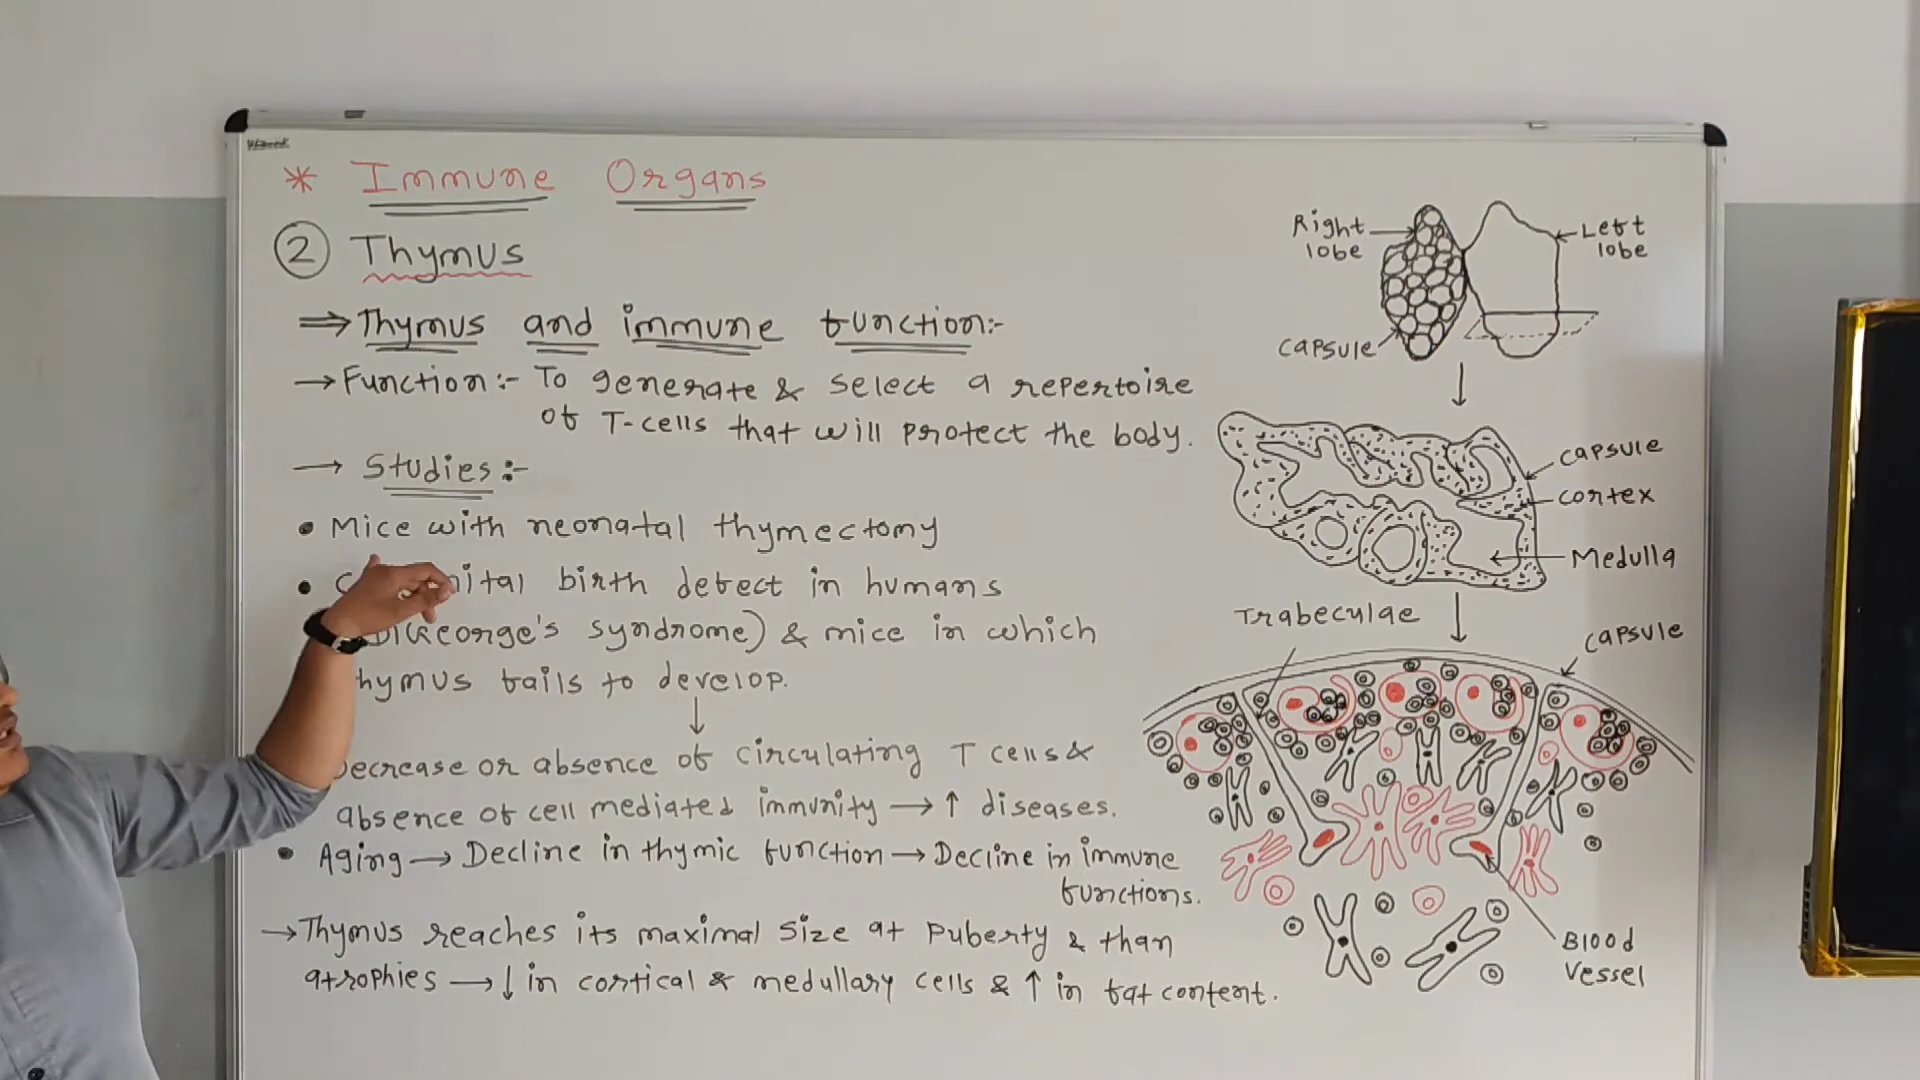 * Immune Organs
② Thymus
⇒ Thymus and immune function:-
→ Function:- To generate & select a repertoire
of T-cells that will protect the body.
→ Studies:-
• Mice with neonatal thymectomy
• birth defect in humans
syndrome) & mice in which
fails to develop.
↓
Decrease or absence of circulating T cells &
absence of cell mediated immunity → ↑ diseases.
• Aging → Decline in thymic function → Decline in immune
functions.
→ Thymus reaches its maximal size at Puberty & than
atrophies → ↓ in cortical & medullary cells & ↑ in fat content.
Right
lobe
Left
lobe
capsule
capsule
cortex
Medulla
Trabeculae
capsule
Blood
vessel